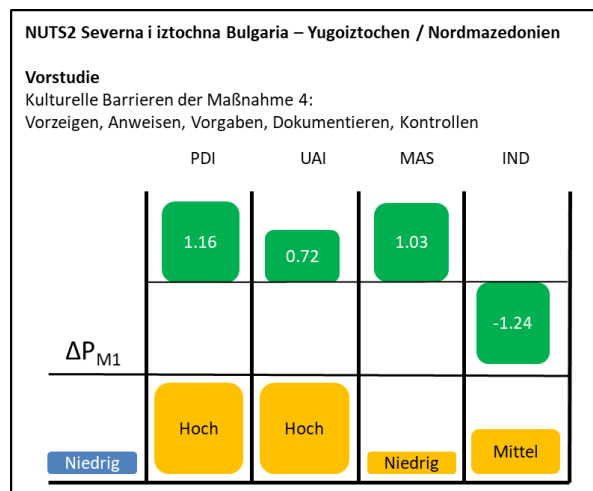 NUTS2 Severna i iztochna Bulgaria – Yugoiztochen / Nordmazedonien
Vorstudie
Kulturelle Barrieren der Maßnahme 4:
Vorzeigen, Anweisen, Vorgaben, Dokumentieren, Kontrollen
PDI UAI MAS IND
1.16 0.72 1.03
-1.24
ΔPM1
Hoch Hoch
Niedrig Niedrig Mittel